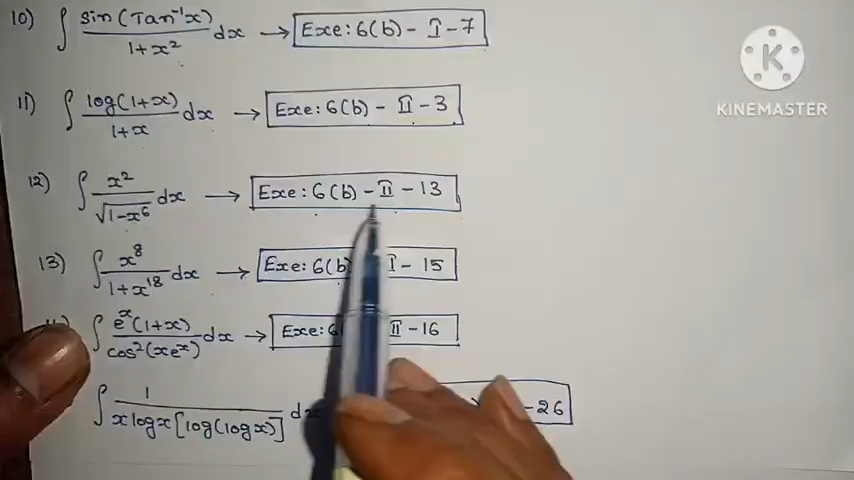 10) ∫ sin(Tan⁻¹x) / 1+x² dx → Exe: 6(b) - I - 7
K
KINEMASTER
11) ∫ log(1+x) / 1+x dx → Exe: 6(b) - II - 3
12) ∫ x² / √1-x⁶ dx → Exe: 6(b) - II - 13
13) ∫ x⁸ / 1+x¹⁸ dx → Exe: 6(b) I - 15
∫ eˣ(1+x) / cos²(xeˣ) dx → Exe: 6 II - 16
∫ 1 / x logx [log(logx)] dx - 26